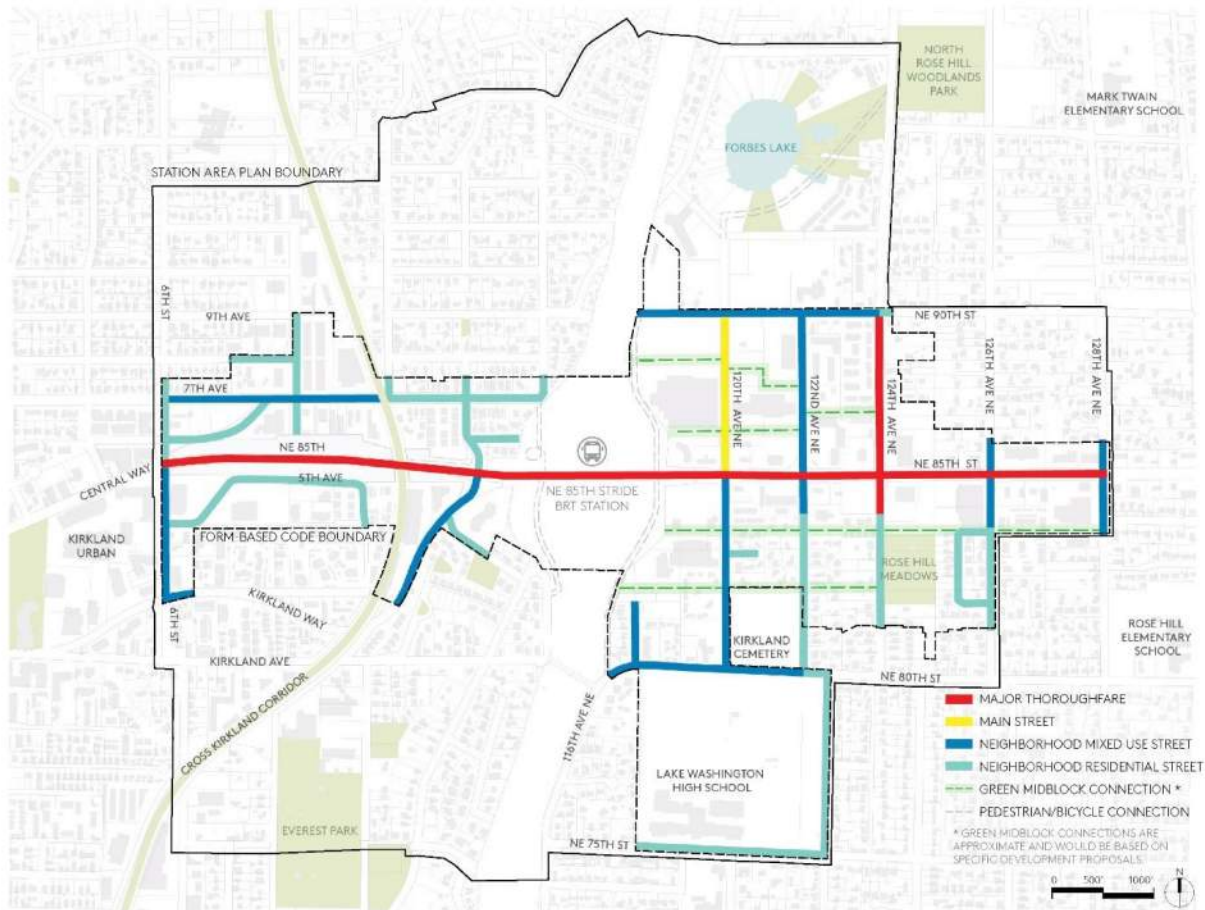 NORTH
ROSE HILL
WOODLANDS
PARK
MARK TWAIN
ELEMENTARY SCHOOL
FORBES LAKE
STATION AREA PLAN BOUNDARY
6TH ST
9TH AVE
NE 90TH ST
7TH AVE
120TH AVE NE
122ND AVE NE
124TH AVE NE
126TH AVE NE
128TH AVE NE
NE 85TH
NE 85TH ST
CENTRAL WAY
5TH AVE
NE 85TH STRIDE
BRT STATION
KIRKLAND
URBAN
FORM-BASED CODE BOUNDARY
ROSE HILL
MEADOWS
KIRKLAND WAY
6TH ST
KIRKLAND
CEMETERY
ROSE HILL
ELEMENTARY
SCHOOL
KIRKLAND AVE
NE 80TH ST
CROSS KIRKLAND CORRIDOR
116TH AVE NE
LAKE WASHINGTON
HIGH SCHOOL
EVEREST PARK
NE 75TH ST
MAJOR THOROUGHFARE
MAIN STREET
NEIGHBORHOOD MIXED USE STREET
NEIGHBORHOOD RESIDENTIAL STREET
GREEN MIDBLOCK CONNECTION *
PEDESTRIAN/BICYCLE CONNECTION
* GREEN MIDBLOCK CONNECTIONS ARE
APPROXIMATE AND WOULD BE BASED ON
SPECIFIC DEVELOPMENT PROPOSALS.
0 500' 1000'
N